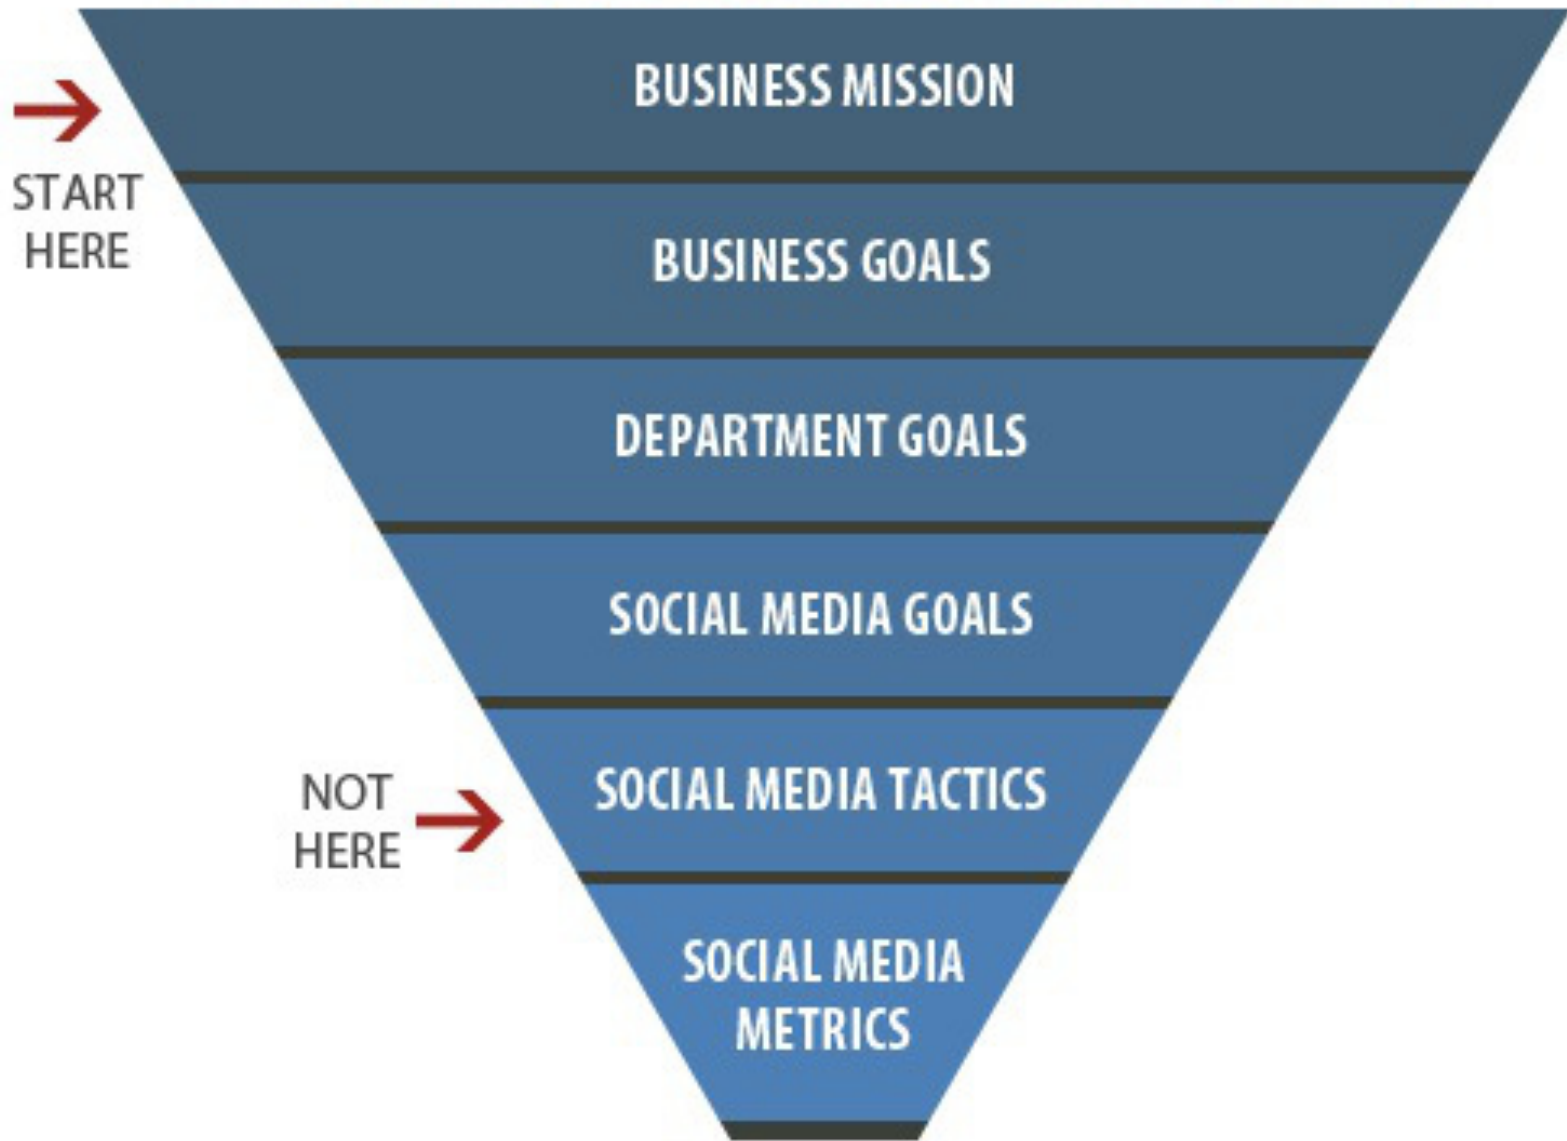 BUSINESS MISSION
START
HERE
BUSINESS GOALS
DEPARTMENT GOALS
SOCIAL MEDIA GOALS
NOT
HERE
SOCIAL MEDIA TACTICS
SOCIAL MEDIA
METRICS